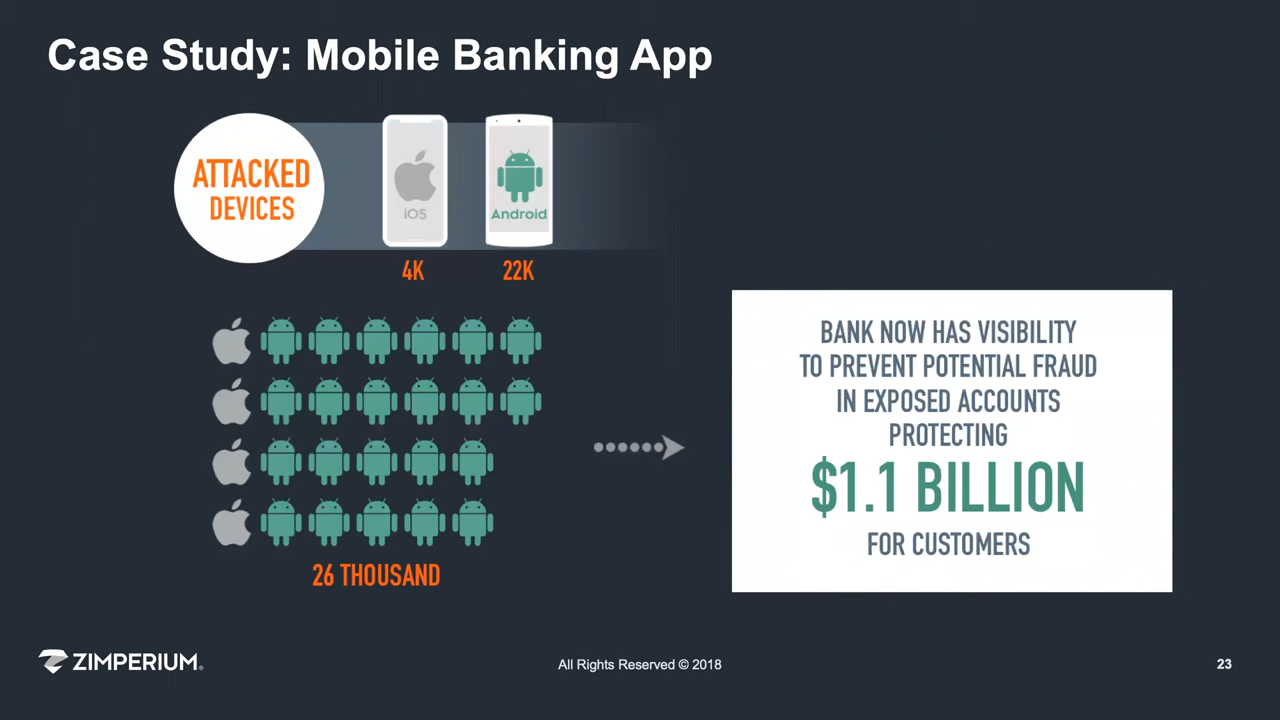 Case Study: Mobile Banking App
ATTACKED
DEVICES
iOS
Android
4K
22K
26 THOUSAND
BANK NOW HAS VISIBILITY
TO PREVENT POTENTIAL FRAUD
IN EXPOSED ACCOUNTS
PROTECTING
$1.1 BILLION
FOR CUSTOMERS
ZIMPERIUM.
All Rights Reserved © 2018
23